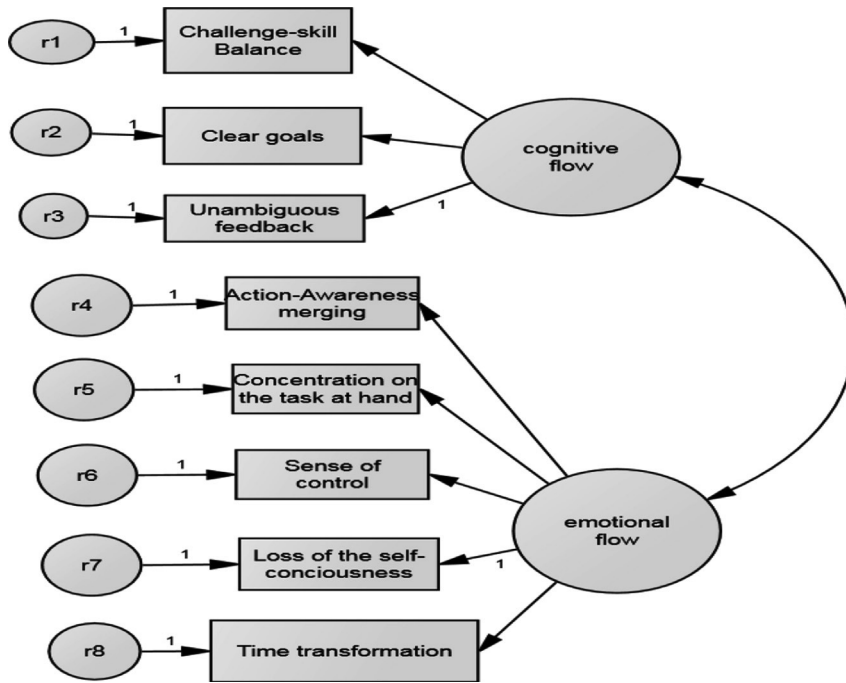 r1
1
Challenge-skill
Balance
r2
1
Clear goals
cognitive
flow
r3
1
Unambiguous
feedback
1
r4
1
Action-Awareness
merging
r5
1
Concentration on
the task at hand
r6
1
Sense of
control
emotional
flow
r7
1
Loss of the self-
conciousness
1
r8
1
Time transformation